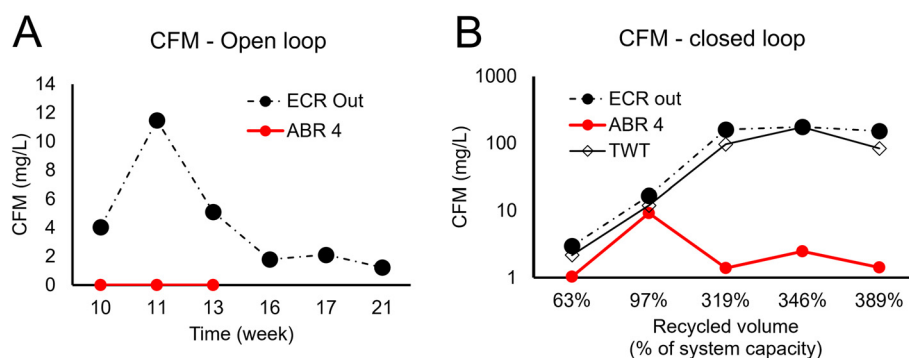 A
CFM - Open loop
CFM (mg/L)
14
12
10
8
6
4
2
0
ECR Out
ABR 4
10 11 13 16 17 21
Time (week)
B
CFM - closed loop
CFM (mg/L)
1000
100
10
1
ECR out
ABR 4
TWT
63% 97% 319% 346% 389%
Recycled volume
(% of system capacity)